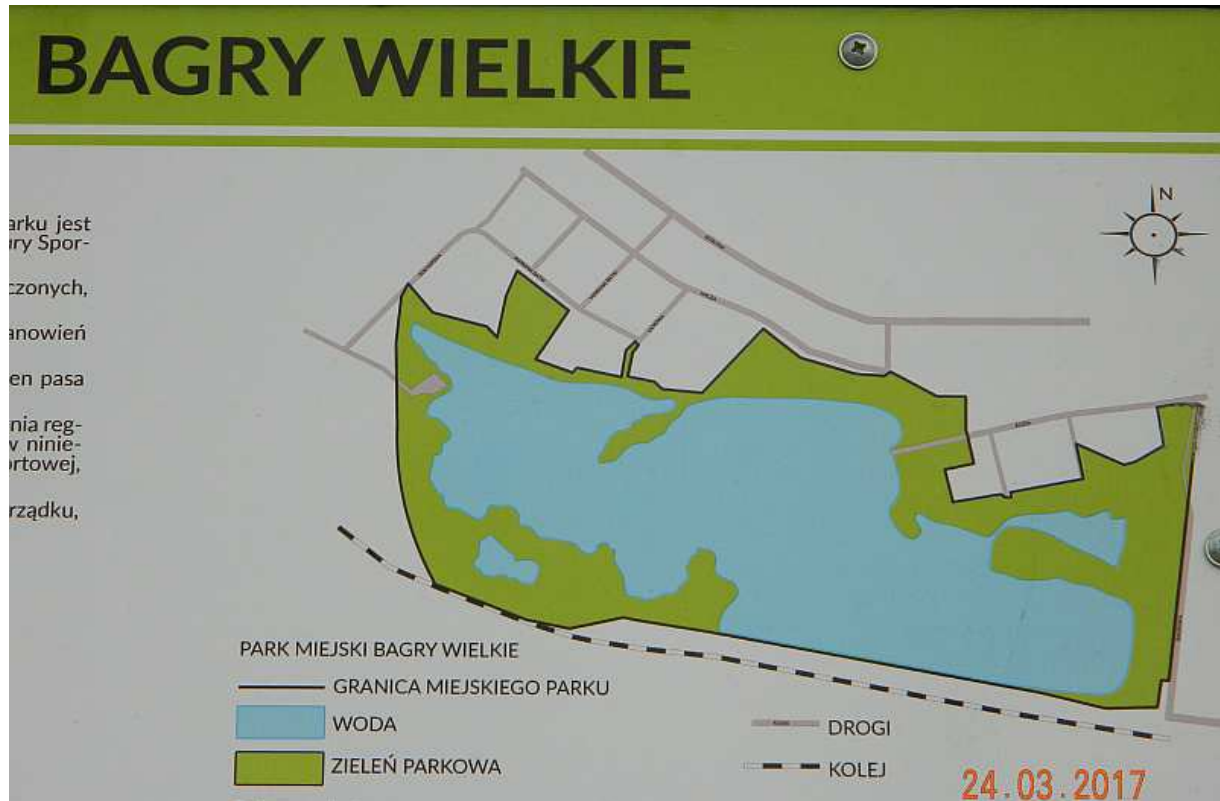 BAGRY WIELKIE
N
arku jest
ury Spor-
czonych,
anowień
en pasa
nia reg-
w ninie-
ortowej,
rządku,
PARK MIEJSKI BAGRY WIELKIE
GRANICA MIEJSKIEGO PARKU
WODA
ZIELEŃ PARKOWA
DROGI
KOLEJ
24.03.2017